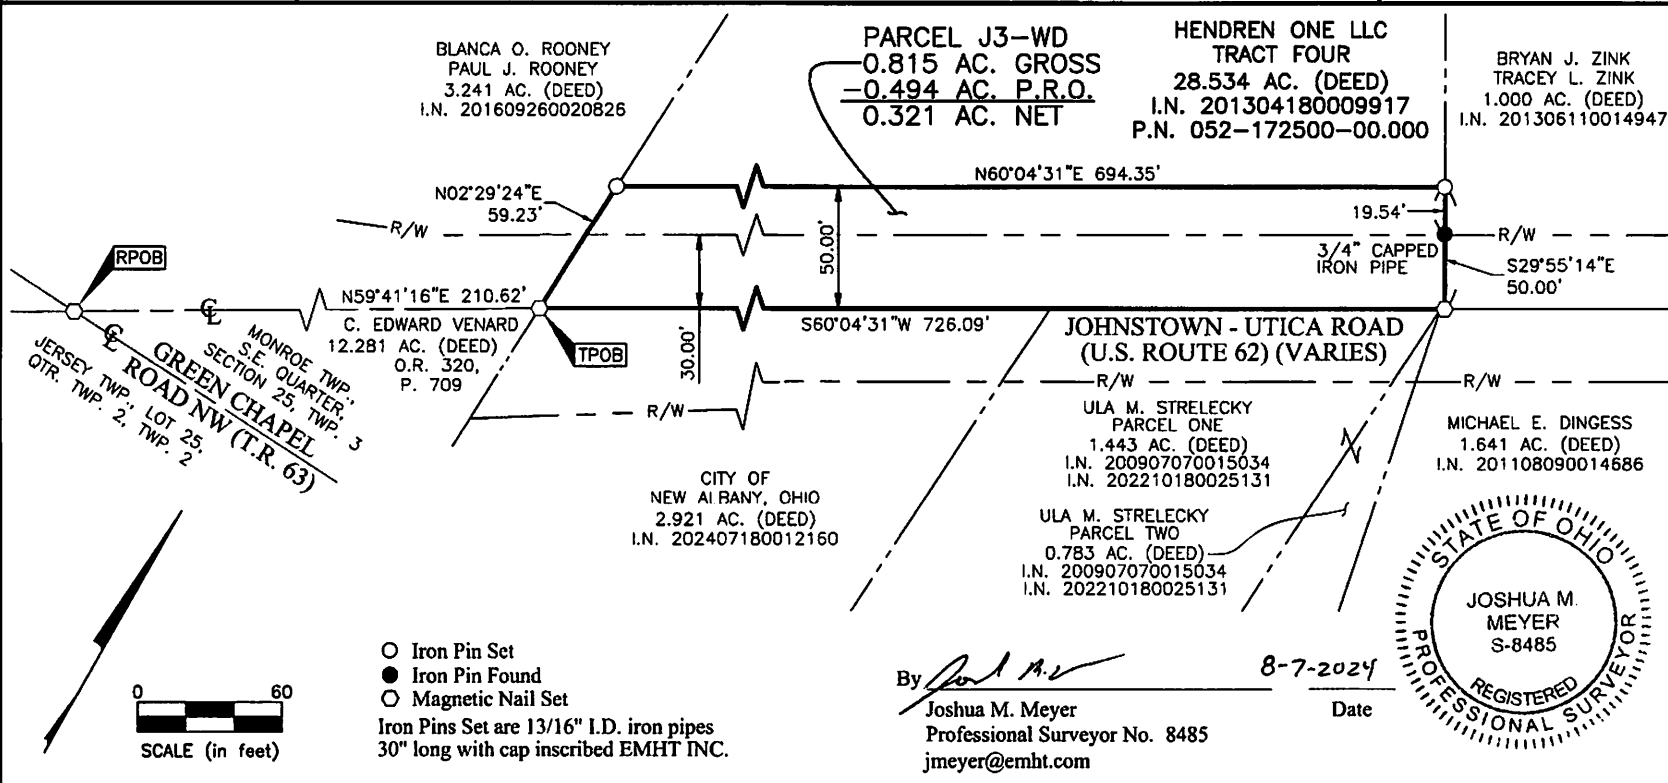 BLANCA O. ROONEY
PAUL J. ROONEY
3.241 AC. (DEED)
I.N. 201609260020826
PARCEL J3-WD
0.815 AC. GROSS
-0.494 AC. P.R.O.
0.321 AC. NET
HENDREN ONE LLC
TRACT FOUR
28.534 AC. (DEED)
I.N. 201304180009917
P.N. 052-172500-00.000
BRYAN J. ZINK
TRACEY L. ZINK
1.000 AC. (DEED)
I.N. 201306110014947
N02°29'24"E
59.23'
N60°04'31"E 694.35'
R/W
50.00'
19.54'
R/W
3/4" CAPPED
IRON PIPE
S29°55'14"E
50.00'
RPOB
℄
N59°41'16"E 210.62'
TPOB
30.00'
S60°04'31"W 726.09'
JOHNSTOWN - UTICA ROAD
(U.S. ROUTE 62) (VARIES)
C. EDWARD VENARD
12.281 AC. (DEED)
O.R. 320,
P. 709
MONROE TWP.,
S.E. QUARTER,
SECTION 25, TWP. 3
℄
GREEN CHAPEL
ROAD NW (T.R. 63)
JERSEY TWP., LOT 25,
QTR. TWP. 2, TWP. 2
R/W
R/W
R/W
CITY OF
NEW ALBANY, OHIO
2.921 AC. (DEED)
I.N. 202407180012160
ULA M. STRELECKY
PARCEL ONE
1.443 AC. (DEED)
I.N. 200907070015034
I.N. 202210180025131
ULA M. STRELECKY
PARCEL TWO
0.783 AC. (DEED)
I.N. 200907070015034
I.N. 202210180025131
MICHAEL E. DINGESS
1.641 AC. (DEED)
I.N. 201108090014686
0 60
SCALE (in feet)
Iron Pin Set
Iron Pin Found
Magnetic Nail Set
Iron Pins Set are 13/16" I.D. iron pipes
30" long with cap inscribed EMHT INC.
By
8-7-2024
Joshua M. Meyer
Date
Professional Surveyor No. 8485
jmeyer@emht.com
STATE OF OHIO
JOSHUA M.
MEYER
S-8485
REGISTERED
PROFESSIONAL SURVEYOR